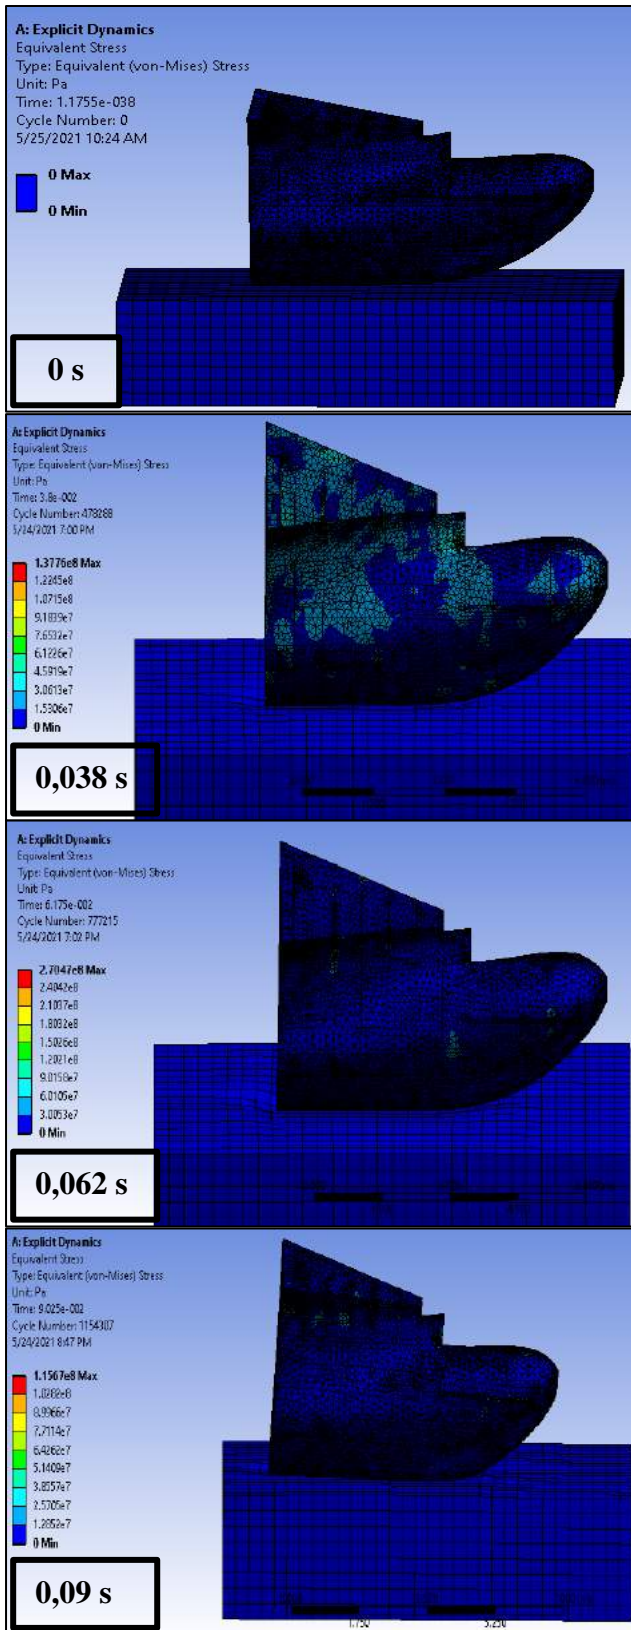 A: Explicit Dynamics
Equivalent Stress
Type: Equivalent (von-Mises) Stress
Unit: Pa
Time: 1.1755e-038
Cycle Number: 0
5/25/2021 10:24 AM
0 Max
0 Min
0 s
A: Explicit Dynamics
Equivalent Stress
Type: Equivalent (von-Mises) Stress
Unit: Pa
Time: 3.8e-002
Cycle Number: 478288
5/24/2021 7:00 PM
1.3776e8 Max
1.2245e8
1.0715e8
9.1839e7
7.6532e7
6.1226e7
4.5919e7
3.0613e7
1.5306e7
0 Min
0,038 s
A: Explicit Dynamics
Equivalent Stress
Type: Equivalent (von-Mises) Stress
Unit: Pa
Time: 6.175e-002
Cycle Number: 777215
5/24/2021 7:02 PM
2.7047e8 Max
2.4042e8
2.1037e8
1.8032e8
1.5026e8
1.2021e8
9.0158e7
6.0105e7
3.0053e7
0 Min
0,062 s
A: Explicit Dynamics
Equivalent Stress
Type: Equivalent (von-Mises) Stress
Unit: Pa
Time: 9.025e-002
Cycle Number: 1154307
5/24/2021 8:47 PM
1.1567e8 Max
1.0282e8
8.9966e7
7.7114e7
6.4262e7
5.1409e7
3.8557e7
2.5705e7
1.2852e7
0 Min
0,09 s
1.750
5.250